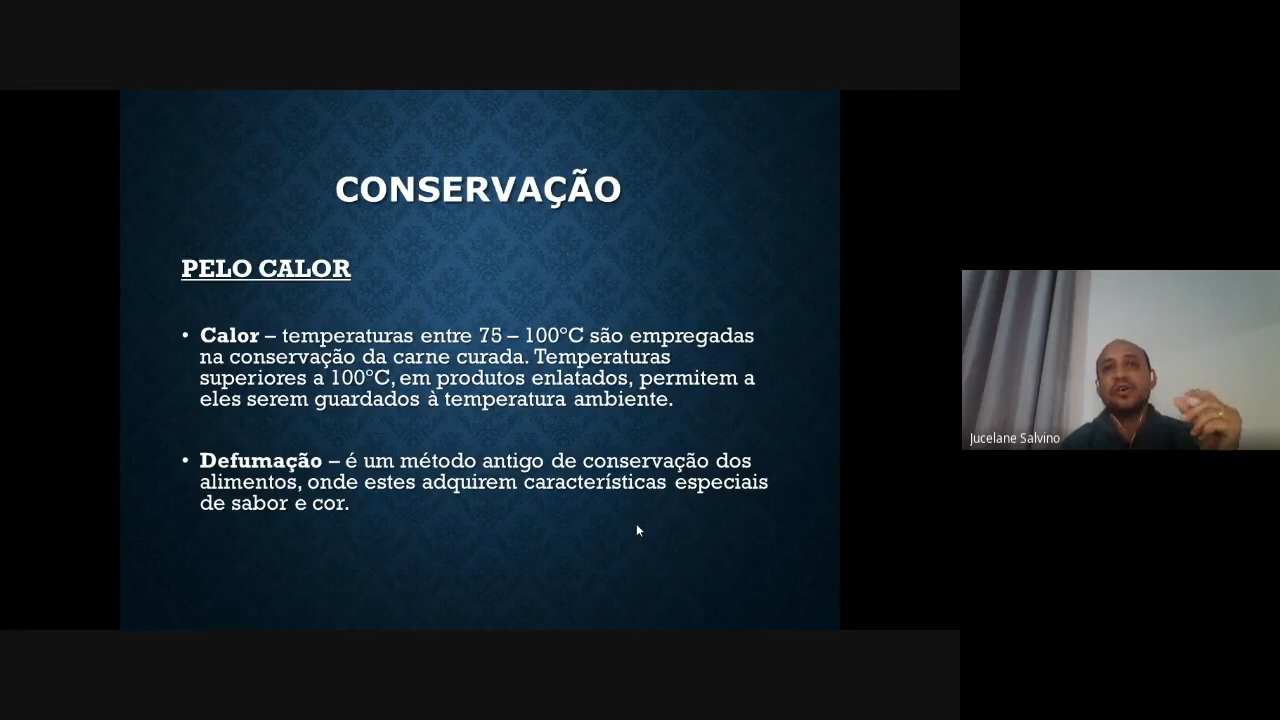 CONSERVAÇÃO
PELO CALOR
• Calor – temperaturas entre 75 – 100°C são empregadas
na conservação da carne curada. Temperaturas
superiores a 100°C, em produtos enlatados, permitem a
eles serem guardados à temperatura ambiente.
• Defumação – é um método antigo de conservação dos
alimentos, onde estes adquirem características especiais
de sabor e cor.
Jucelane Salvino